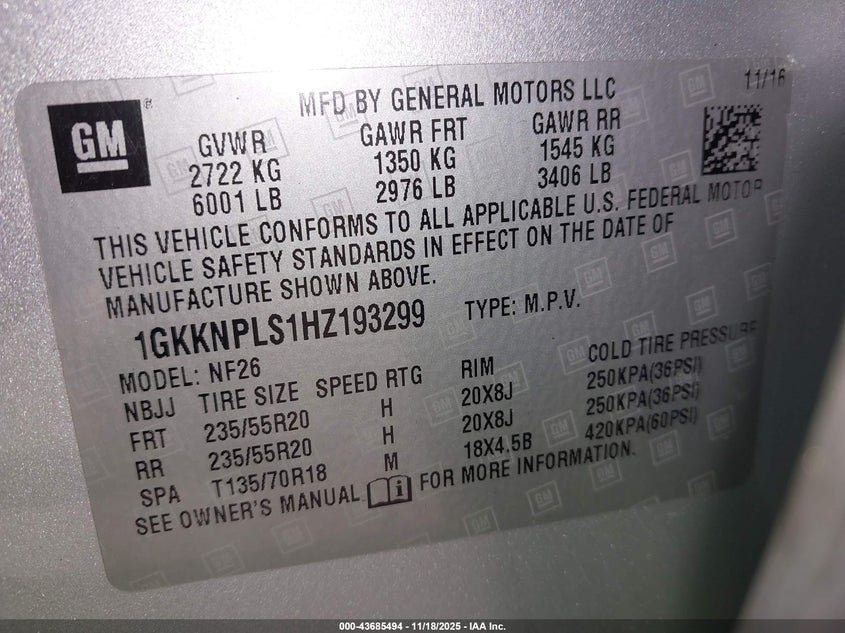 GM
MFD BY GENERAL MOTORS LLC
11/16
GVWR GAWR FRT GAWR RR
2722 KG 1350 KG 1545 KG
6001 LB 2976 LB 3406 LB
THIS VEHICLE CONFORMS TO ALL APPLICABLE U.S. FEDERAL MOTOR
VEHICLE SAFETY STANDARDS IN EFFECT ON THE DATE OF
MANUFACTURE SHOWN ABOVE.
1GKKNPLS1HZ193299 TYPE: M.P.V.
MODEL: NF26
NBJJ TIRE SIZE SPEED RTG RIM COLD TIRE PRESSURE
FRT 235/55R20 H 20X8J 250KPA(36PSI)
RR 235/55R20 H 20X8J 250KPA(36PSI)
SPA T135/70R18 M 18X4.5B 420KPA(60PSI)
SEE OWNER'S MANUAL FOR MORE INFORMATION.
000-43685494 - 11/18/2025 - IAA Inc.